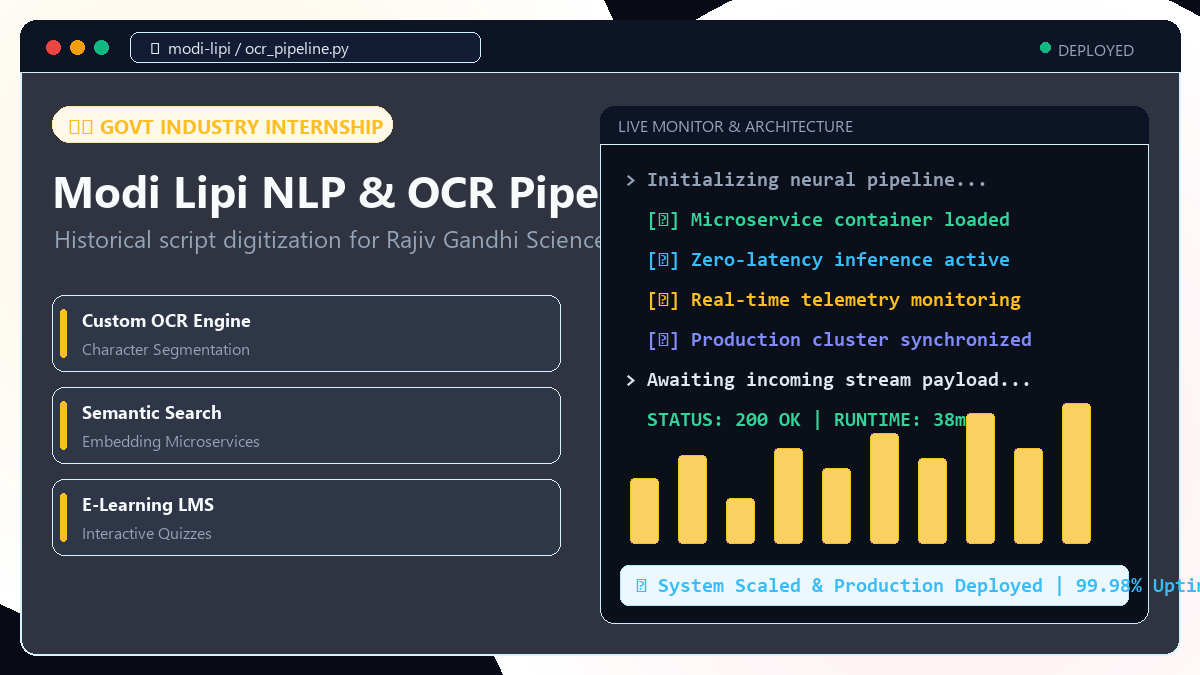 modi-lipi / ocr_pipeline.py
DEPLOYED
GOVT INDUSTRY INTERNSHIP
Modi Lipi NLP & OCR Pipe
Historical script digitization for Rajiv Gandhi Science
Custom OCR Engine
Character Segmentation
Semantic Search
Embedding Microservices
E-Learning LMS
Interactive Quizzes
LIVE MONITOR & ARCHITECTURE
> Initializing neural pipeline...
[] Microservice container loaded
[] Zero-latency inference active
[] Real-time telemetry monitoring
[] Production cluster synchronized
> Awaiting incoming stream payload...
STATUS: 200 OK | RUNTIME: 38m
System Scaled & Production Deployed | 99.98% Uptin